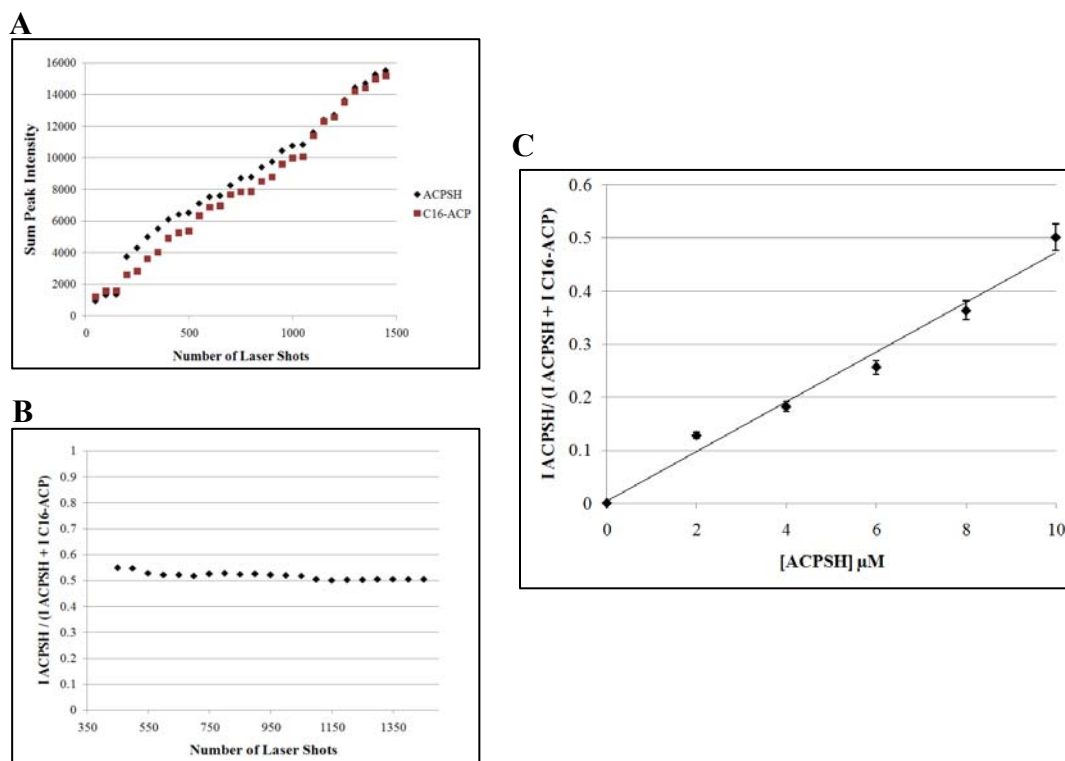 A
16000
14000
12000
10000
8000
6000
4000
2000
0
0 500 1000 1500
Sum Peak Intensity
Number of Laser Shots
ACPSH
C16-ACP
B
1
0.9
0.8
0.7
0.6
0.5
0.4
0.3
0.2
0.1
0
350 550 750 950 1150 1350
I ACPSH / (I ACPSH + I C16-ACP)
Number of Laser Shots
C
0.6
0.5
0.4
0.3
0.2
0.1
0
0 2 4 6 8 10
I ACPSH/ (I ACPSH + I C16-ACP)
[ACPSH] µM